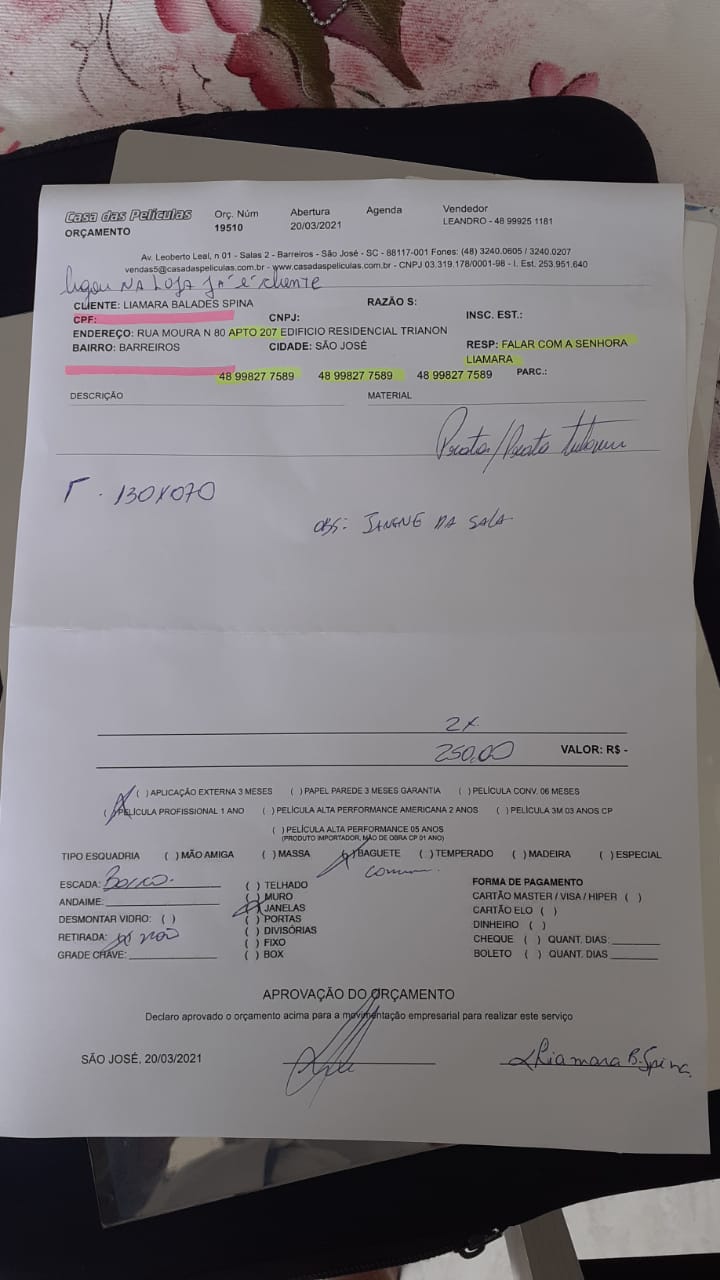 Casa das Películas Orç. Núm Abertura Agenda Vendedor
ORÇAMENTO 19510 20/03/2021 LEANDRO - 48 99925 1181
Av. Leoberto Leal, n 01 - Salas 2 - Barreiros - São José - SC - 88117-001 Fones: (48) 3240.0605 / 3240.0207
vendas5@casadaspeliculas.com.br - www.casadaspeliculas.com.br - CNPJ 03.319.178/0001-98 - I. Est. 253.951.640
ligou NA LOJA JÁ É cliente
CLIENTE: LIAMARA BALADES SPINA RAZÃO S:
CPF: CNPJ: INSC. EST.:
ENDEREÇO: RUA MOURA N 80 APTO 207 EDIFICIO RESIDENCIAL TRIANON
BAIRRO: BARREIROS CIDADE: SÃO JOSÉ RESP: FALAR COM A SENHORA
LIAMARA
48 99827 7589 48 99827 7589 48 99827 7589 PARC.:
DESCRIÇÃO MATERIAL
Prata/Prata
130X070
OBS: DA SALA
2X
250,00 VALOR: R$ -
( ) APLICAÇÃO EXTERNA 3 MESES ( ) PAPEL PAREDE 3 MESES GARANTIA ( ) PELÍCULA CONV. 06 MESES
( ) PELÍCULA PROFISSIONAL 1 ANO ( ) PELÍCULA ALTA PERFORMANCE AMERICANA 2 ANOS ( ) PELÍCULA 3M 03 ANOS CP
( ) PELÍCULA ALTA PERFORMANCE 05 ANOS
(PRODUTO IMPORTADOR, MÃO DE OBRA CP 01 ANO)
TIPO ESQUADRIA ( ) MÃO AMIGA ( ) MASSA ( ) BAGUETE ( ) TEMPERADO ( ) MADEIRA ( ) ESPECIAL
comum
ESCADA: Banco ( ) TELHADO FORMA DE PAGAMENTO
ANDAIME: ( ) MURO CARTÃO MASTER / VISA / HIPER ( )
( ) JANELAS CARTÃO ELO ( )
DESMONTAR VIDRO: ( ) ( ) PORTAS DINHEIRO ( )
RETIRADA: não ( ) DIVISÓRIAS CHEQUE ( ) QUANT. DIAS:
( ) FIXO
GRADE CHAVE: ( ) BOX BOLETO ( ) QUANT. DIAS
APROVAÇÃO DO ORÇAMENTO
Declaro aprovado o orçamento acima para a movimentação empresarial para realizar este serviço
SÃO JOSÉ, 20/03/2021 Liamara B. Spina